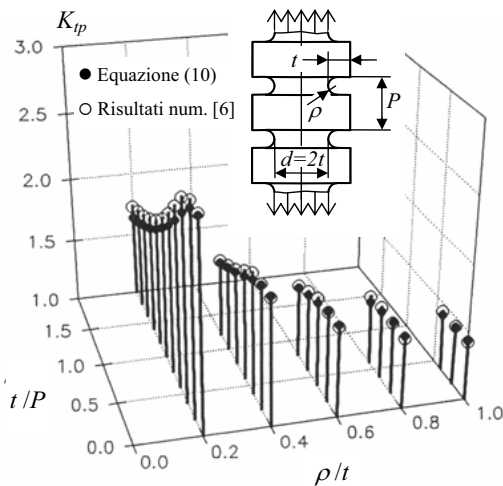 K_tp
3.0
2.5
2.0
1.5
1.0
● Equazione (10)
○ Risultati num. [6]
t
ρ
P
d=2t
1.5
1.0
0.5
0.0
t/P
0.0
0.2
0.4
0.6
0.8
1.0
ρ/t